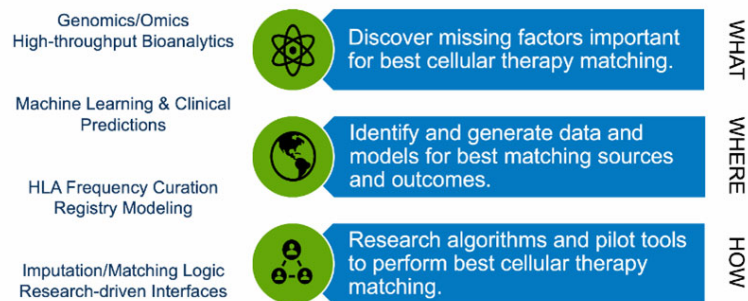 Genomics/Omics
High-throughput Bioanalytics
Machine Learning & Clinical
Predictions
HLA Frequency Curation
Registry Modeling
Imputation/Matching Logic
Research-driven Interfaces
Discover missing factors important
for best cellular therapy matching.
WHAT
Identify and generate data and
models for best matching sources
and outcomes.
WHERE
Research algorithms and pilot tools
to perform best cellular therapy
matching.
HOW